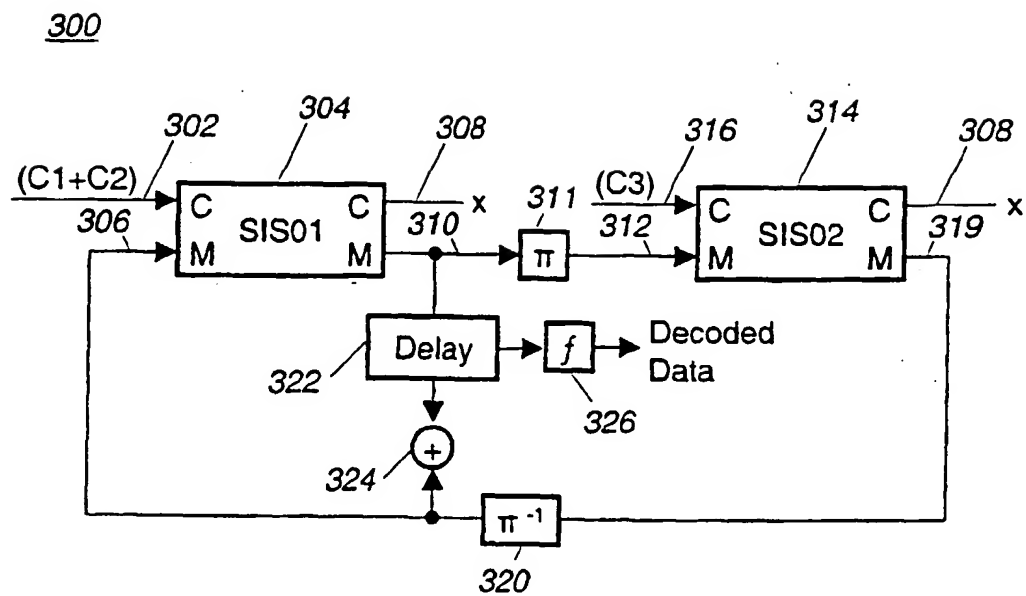 300
302
304
308
316
314
308
(C1+C2)
C
C
x
(C3)
C
C
x
306
SIS01
310
311
312
SIS02
319
M
M
π
M
M
322
Delay
f
Decoded
Data
326
324
+
π -1
320